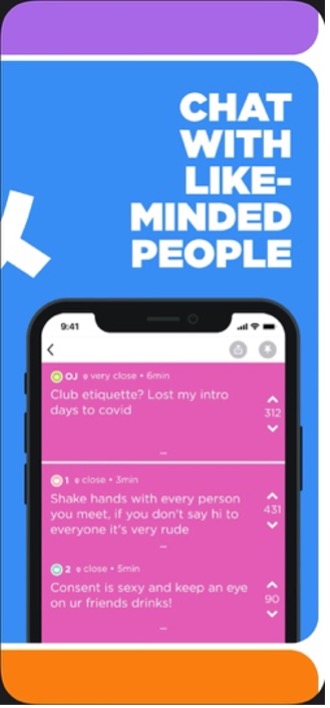 CHAT
WITH
LIKE-
MINDED
PEOPLE
9:41
OJ very close • 6min
Club etiquette? Lost my intro
days to covid
312
1 close • 3min
Shake hands with every person
you meet, if you don't say hi to
everyone it's very rude
431
2 close • 5min
Consent is sexy and keep an eye
on ur friends drinks!
90